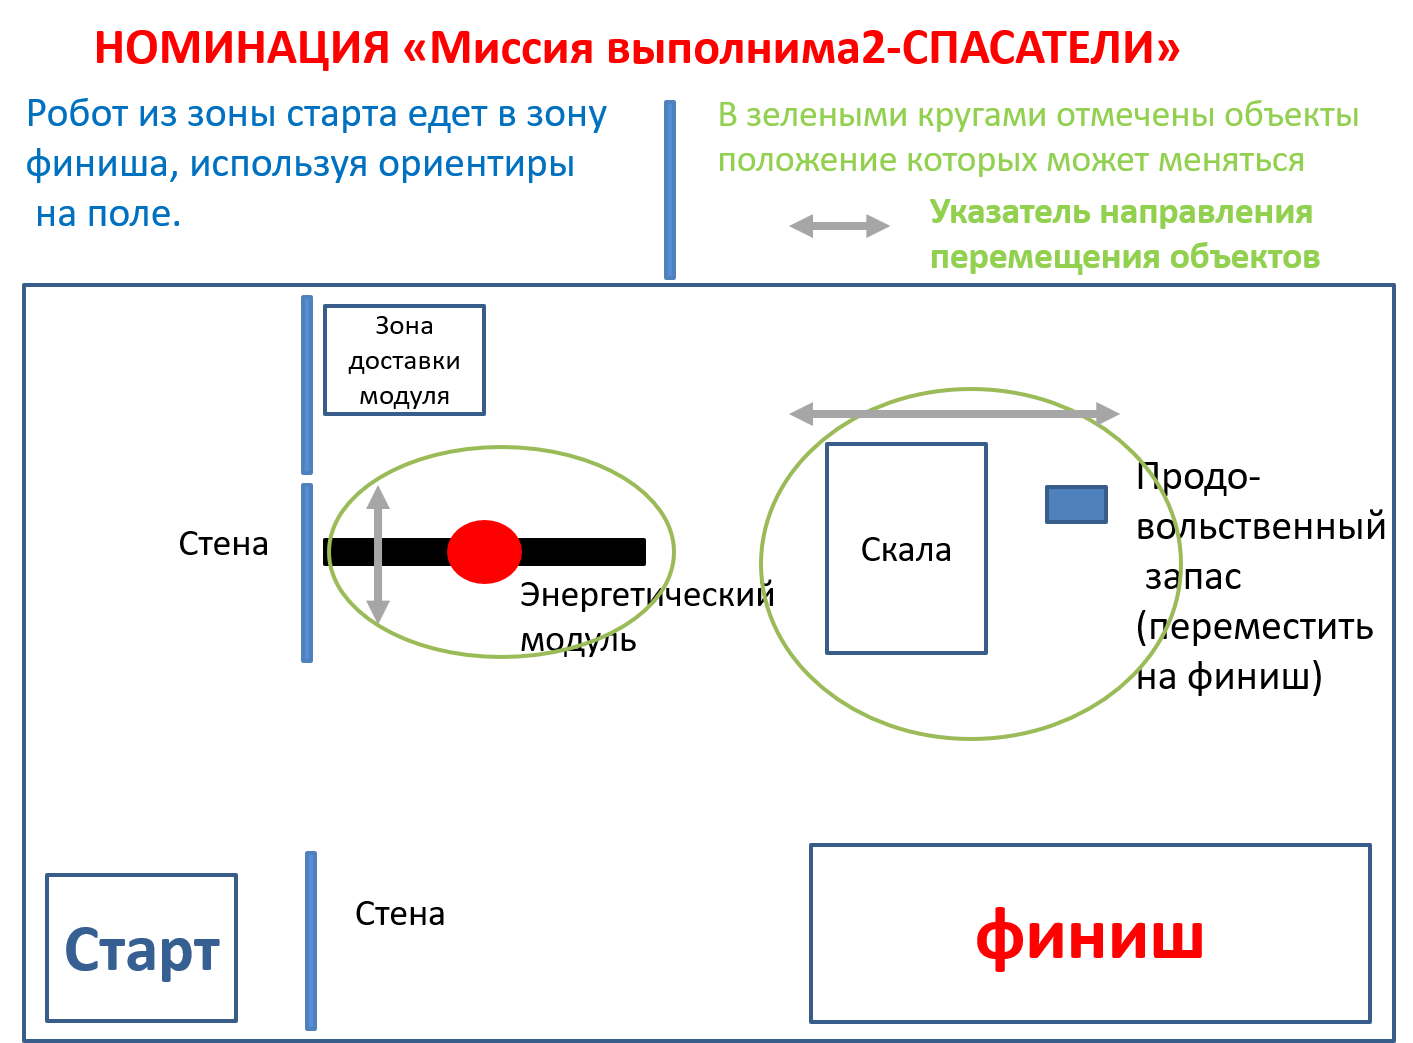 НОМИНАЦИЯ «Миссия выполнима2-СПАСАТЕЛИ»
Робот из зоны старта едет в зону
финиша, используя ориентиры
на поле.
В зелеными кругами отмечены объекты
положение которых может меняться
Указатель направления
перемещения объектов
Зона
доставки
модуля
Стена
Энергетический
модуль
Скала
Продо-
вольственный
запас
(переместить
на финиш)
Старт
Стена
финиш